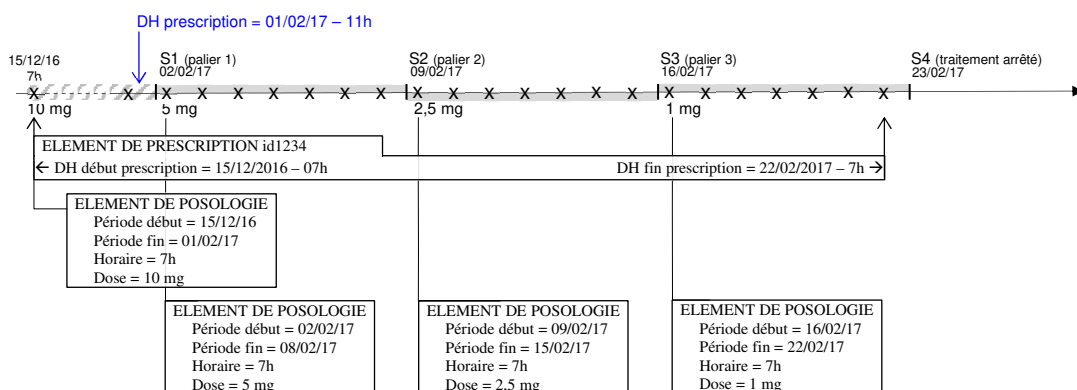 DH prescription = 01/02/17 – 11h
15/12/16
7h
S1 (palier 1)
02/02/17
S2 (palier 2)
09/02/17
S3 (palier 3)
16/02/17
S4 (traitement arrêté)
23/02/17
X X X X X X X X X X X X X X X X X X X X X X X
10 mg
5 mg
2,5 mg
1 mg
ELEMENT DE PRESCRIPTION id1234
← DH début prescription = 15/12/2016 – 07h
DH fin prescription = 22/02/2017 – 7h →
ELEMENT DE POSOLOGIE
Période début = 15/12/16
Période fin = 01/02/17
Horaire = 7h
Dose = 10 mg
ELEMENT DE POSOLOGIE
Période début = 02/02/17
Période fin = 08/02/17
Horaire = 7h
Dose = 5 mg
ELEMENT DE POSOLOGIE
Période début = 09/02/17
Période fin = 15/02/17
Horaire = 7h
Dose = 2,5 mg
ELEMENT DE POSOLOGIE
Période début = 16/02/17
Période fin = 22/02/17
Horaire = 7h
Dose = 1 mg